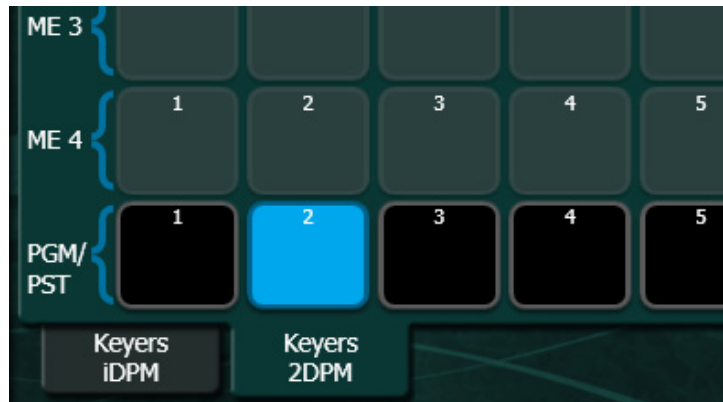 ME 3
ME 4
1 2 3 4 5
PGM/
PST
1 2 3 4 5
Keyers
iDPM
Keyers
2DPM